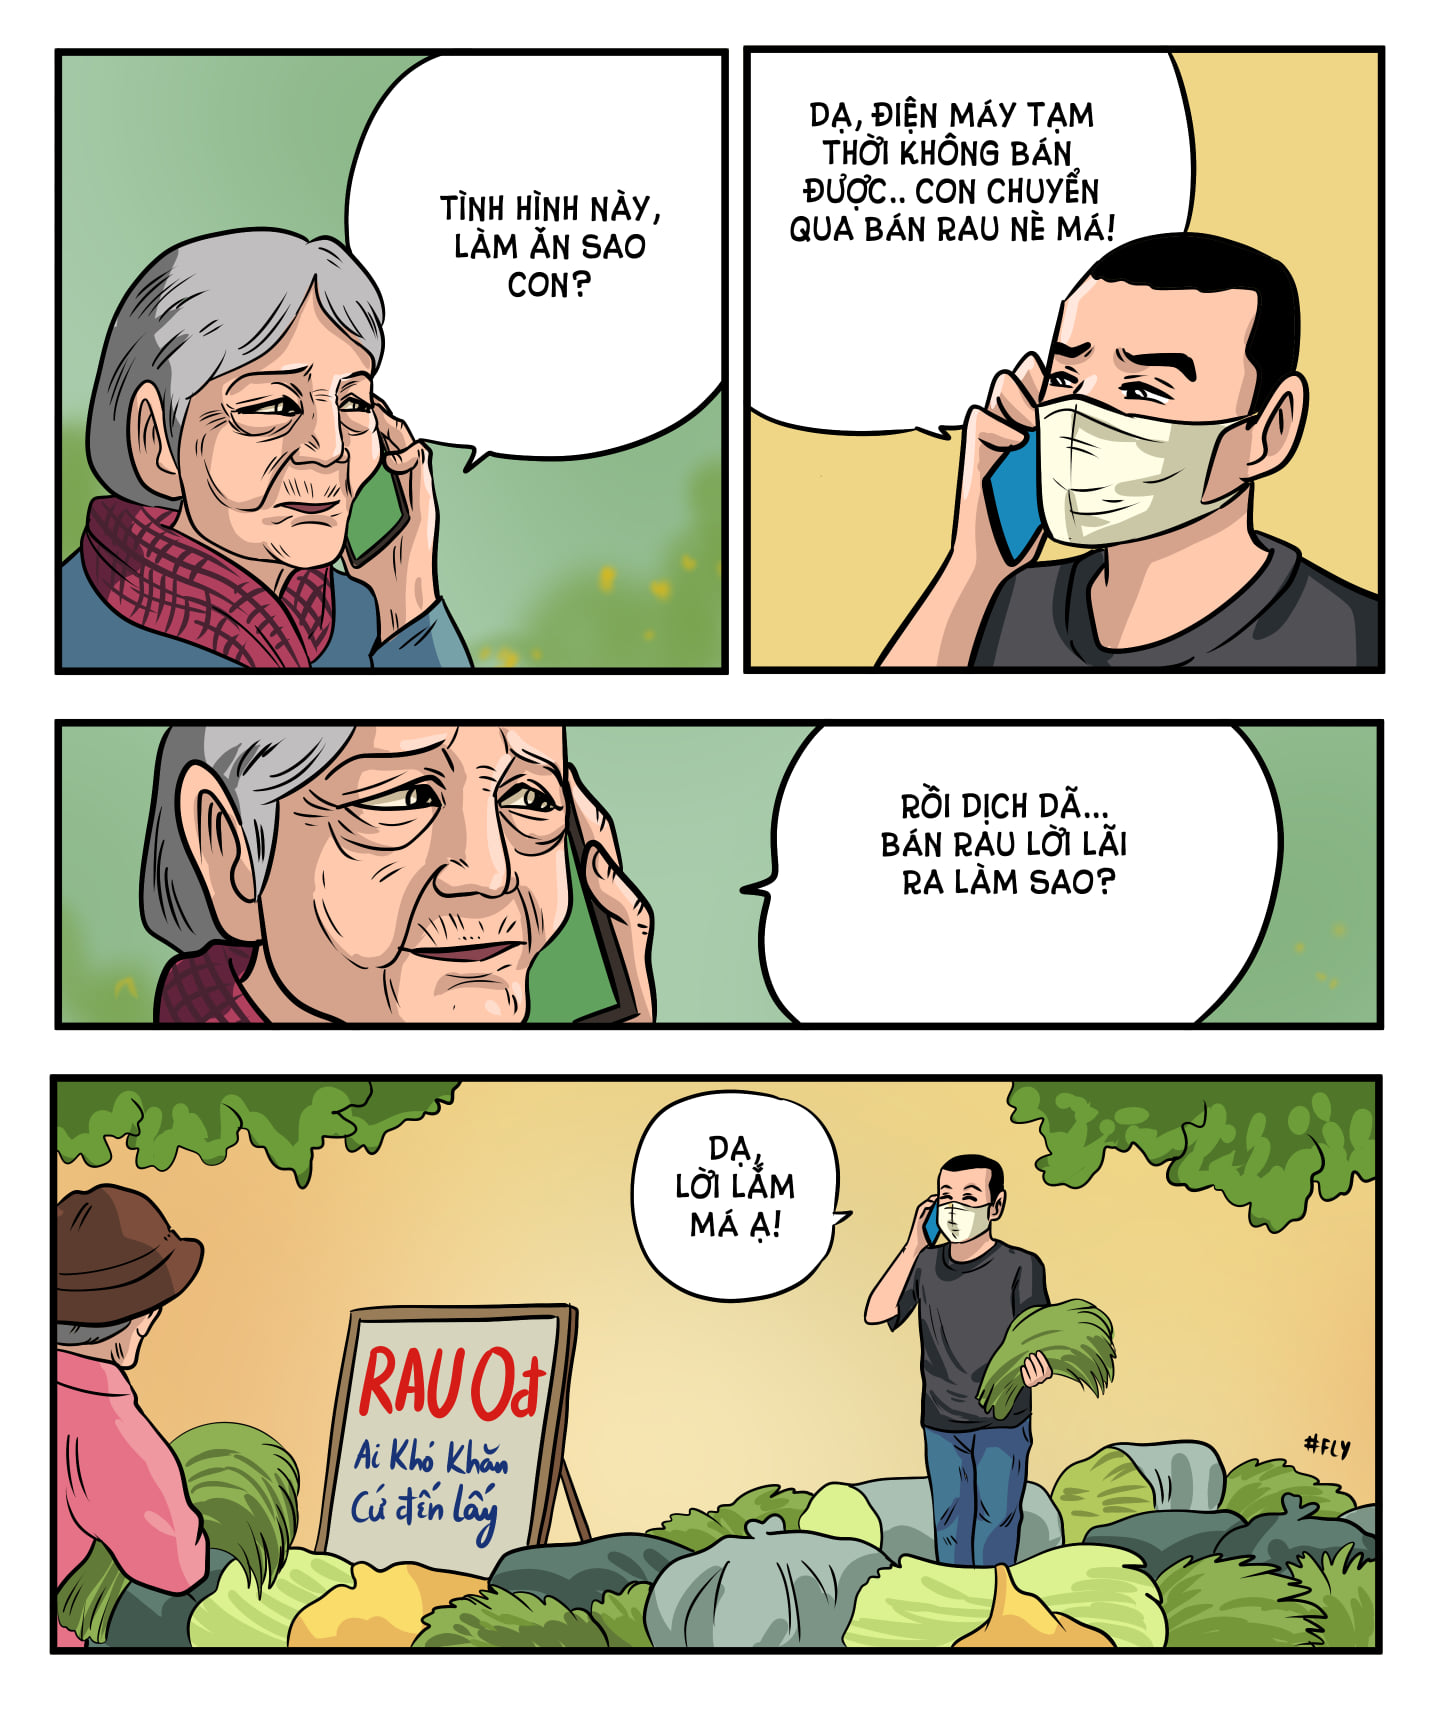 TÌNH HÌNH NÀY,
LÀM ĂN SAO
CON?
DẠ, ĐIỆN MÁY TẠM
THỜI KHÔNG BÁN
ĐƯỢC.. CON CHUYỂN
QUA BÁN RAU NÈ MÁ!
RỒI DỊCH DÃ...
BÁN RAU LỜI LÃI
RA LÀM SAO?
DẠ,
LỜI LẮM
MÁ Ạ!
RAU 0đ
Ai Khó Khăn
Cứ đến lấy
#FLY